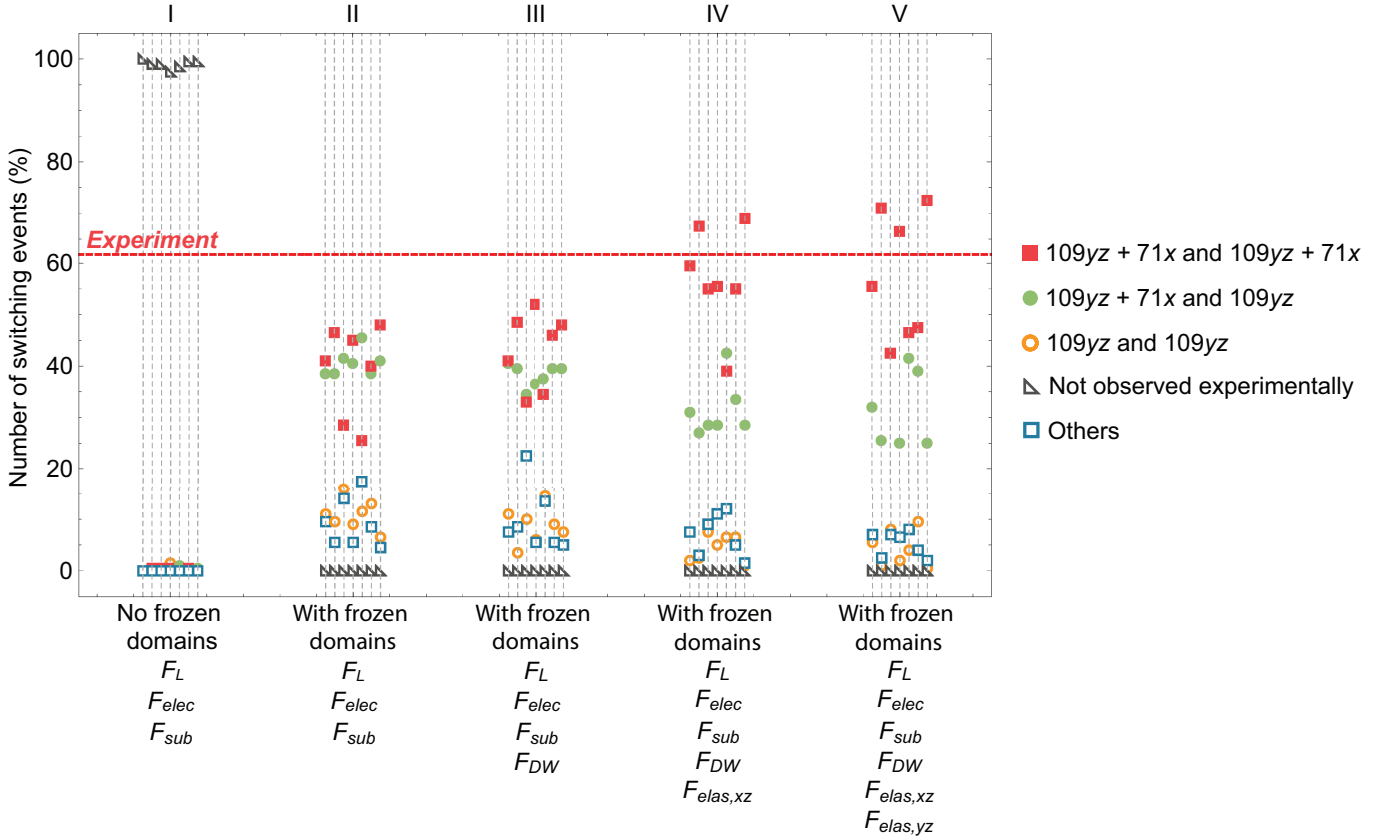 I II III IV V
Number of switching events (%)
100
80
60
40
20
0
Experiment
109yz + 71x and 109yz + 71x
109yz + 71x and 109yz
109yz and 109yz
Not observed experimentally
Others
No frozen
domains
F_L
F_elec
F_sub
With frozen
domains
F_L
F_elec
F_sub
With frozen
domains
F_L
F_elec
F_sub
F_DW
With frozen
domains
F_L
F_elec
F_sub
F_DW
F_elas,xz
With frozen
domains
F_L
F_elec
F_sub
F_DW
F_elas,xz
F_elas,yz